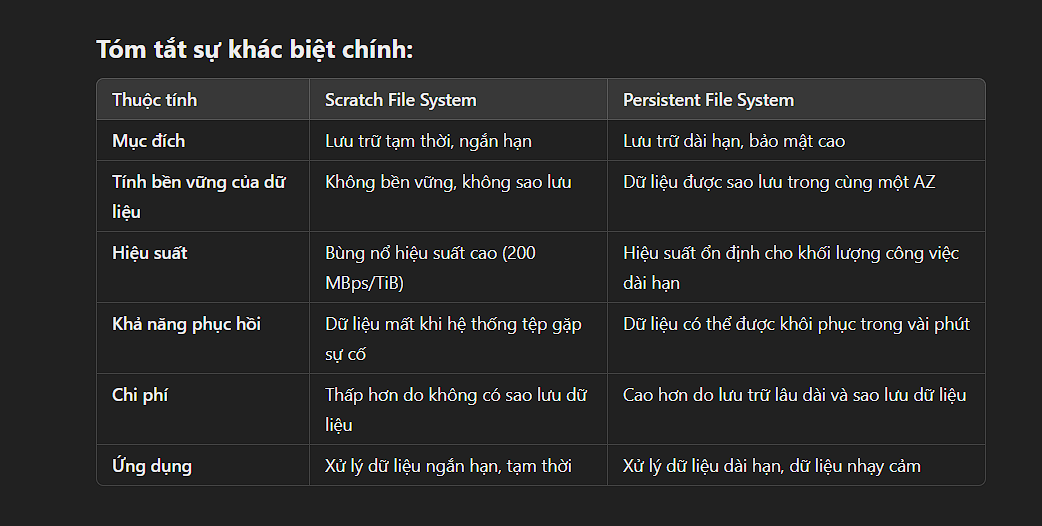 Tóm tắt sự khác biệt chính:
Thuộc tính
Scratch File System
Persistent File System
Mục đích
Lưu trữ tạm thời, ngắn hạn
Lưu trữ dài hạn, bảo mật cao
Tính bền vững của dữ
liệu
Không bền vững, không sao lưu
Dữ liệu được sao lưu trong cùng một AZ
Hiệu suất
Bùng nổ hiệu suất cao (200
MBps/TiB)
Hiệu suất ổn định cho khối lượng công việc
dài hạn
Khả năng phục hồi
Dữ liệu mất khi hệ thống tệp gặp
sự cố
Dữ liệu có thể được khôi phục trong vài phút
Chi phí
Thấp hơn do không có sao lưu dữ
liệu
Cao hơn do lưu trữ lâu dài và sao lưu dữ liệu
Ứng dụng
Xử lý dữ liệu ngắn hạn, tạm thời
Xử lý dữ liệu dài hạn, dữ liệu nhạy cảm